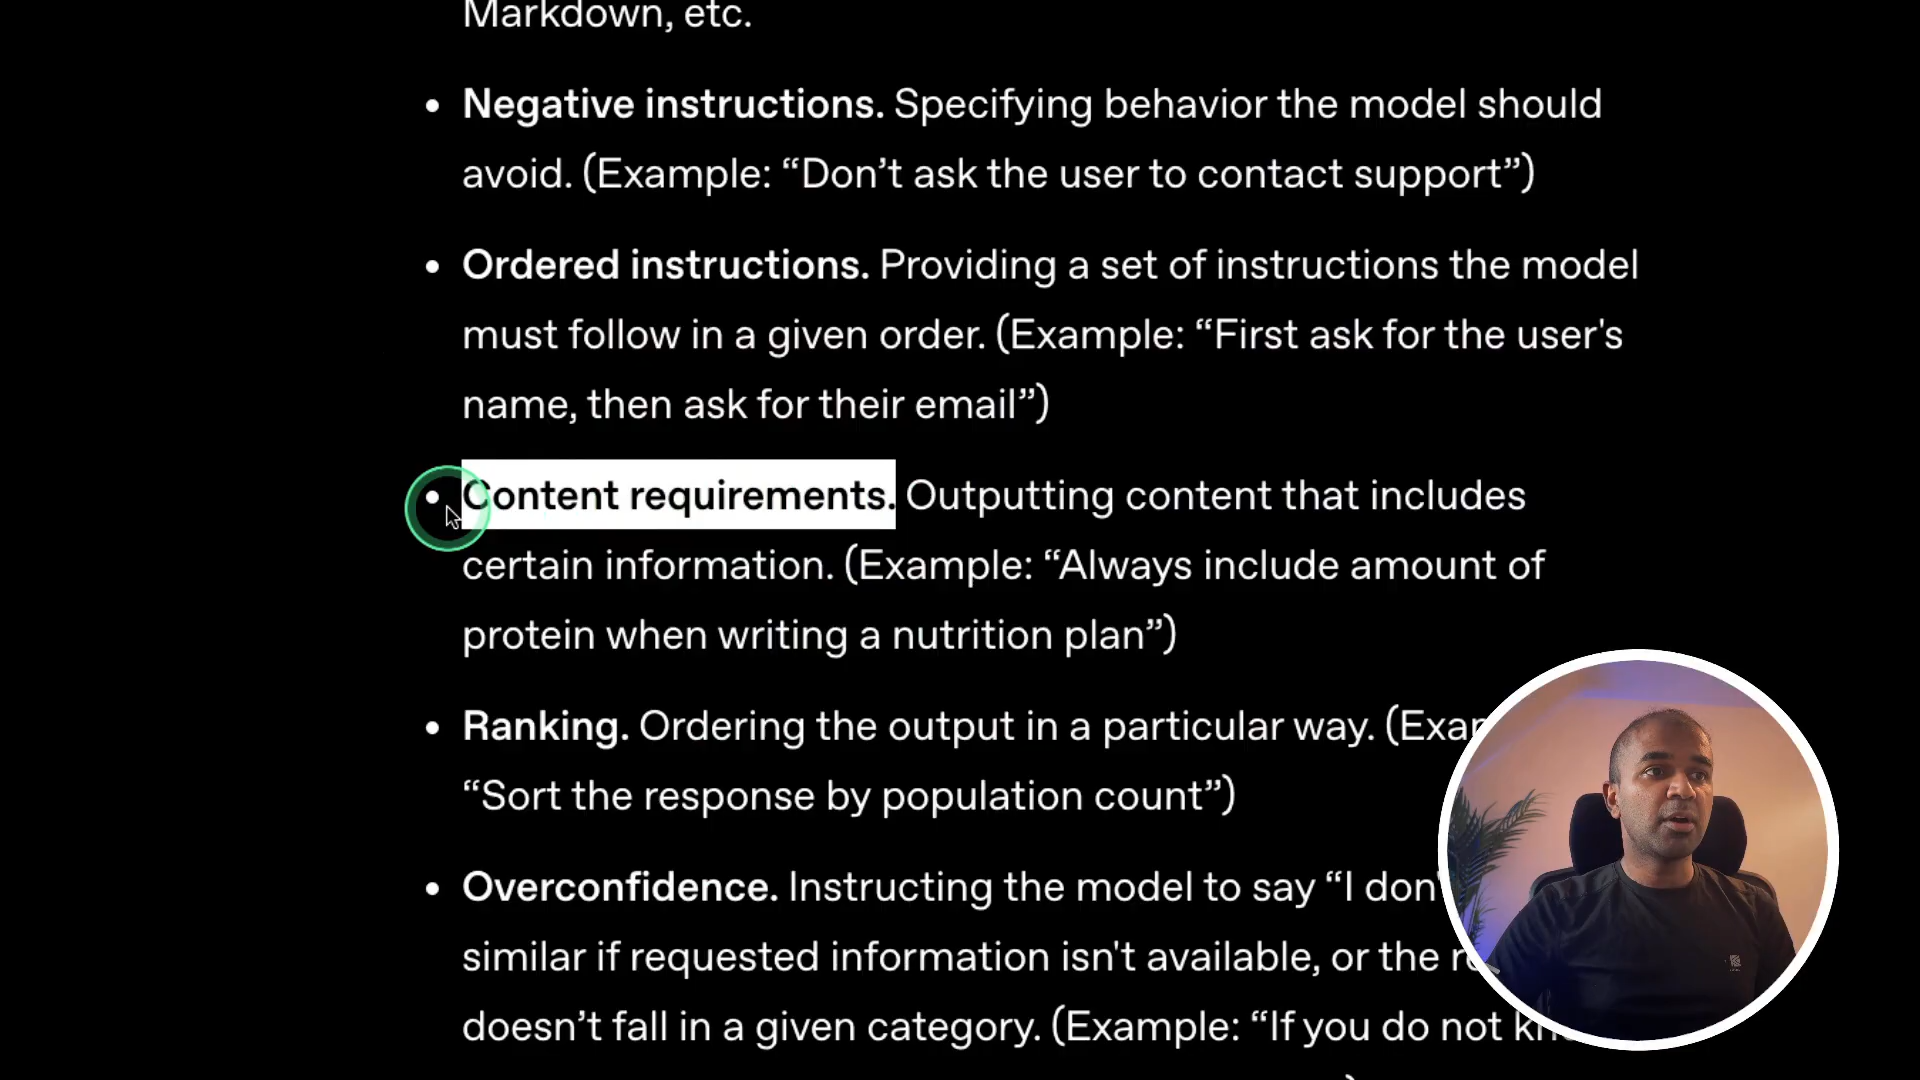 Markdown, etc.
• Negative instructions. Specifying behavior the model should
avoid. (Example: “Don’t ask the user to contact support”)
• Ordered instructions. Providing a set of instructions the model
must follow in a given order. (Example: “First ask for the user's
name, then ask for their email”)
• Content requirements. Outputting content that includes
certain information. (Example: “Always include amount of
protein when writing a nutrition plan”)
• Ranking. Ordering the output in a particular way.
“Sort the response by population count”)
• Overconfidence. Instructing the model to say “I
similar if requested information isn't available, or the
doesn’t fall in a given category. (Example: “If you do not